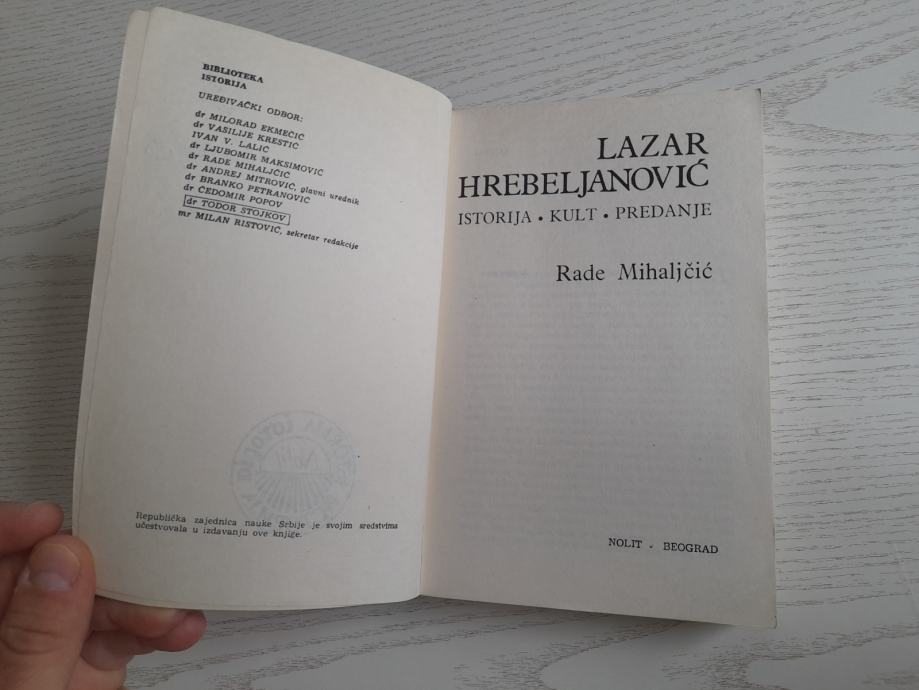 BIBLIOTEKA
ISTORIJA
UREĐIVAČKI ODBOR:
dr MILORAD EKMEČIĆ
dr VASILIJE KRESTIĆ
IVAN V. LALIĆ
dr LJUBOMIR MAKSIMOVIĆ
dr RADE MIHALJČIĆ
dr ANDREJ MITROVIĆ, glavni urednik
dr BRANKO PETRANOVIĆ
dr ČEDOMIR POPOV
dr TODOR STOJKOV
mr MILAN RISTOVIĆ, sekretar redakcije
Republička zajednica nauke Srbije je svojim sredstvima
učestvovala u izdavanju ove knjige.
LAZAR
HREBELJANOVIĆ
ISTORIJA • KULT • PREDANJE
Rade Mihaljčić
NOLIT - BEOGRAD